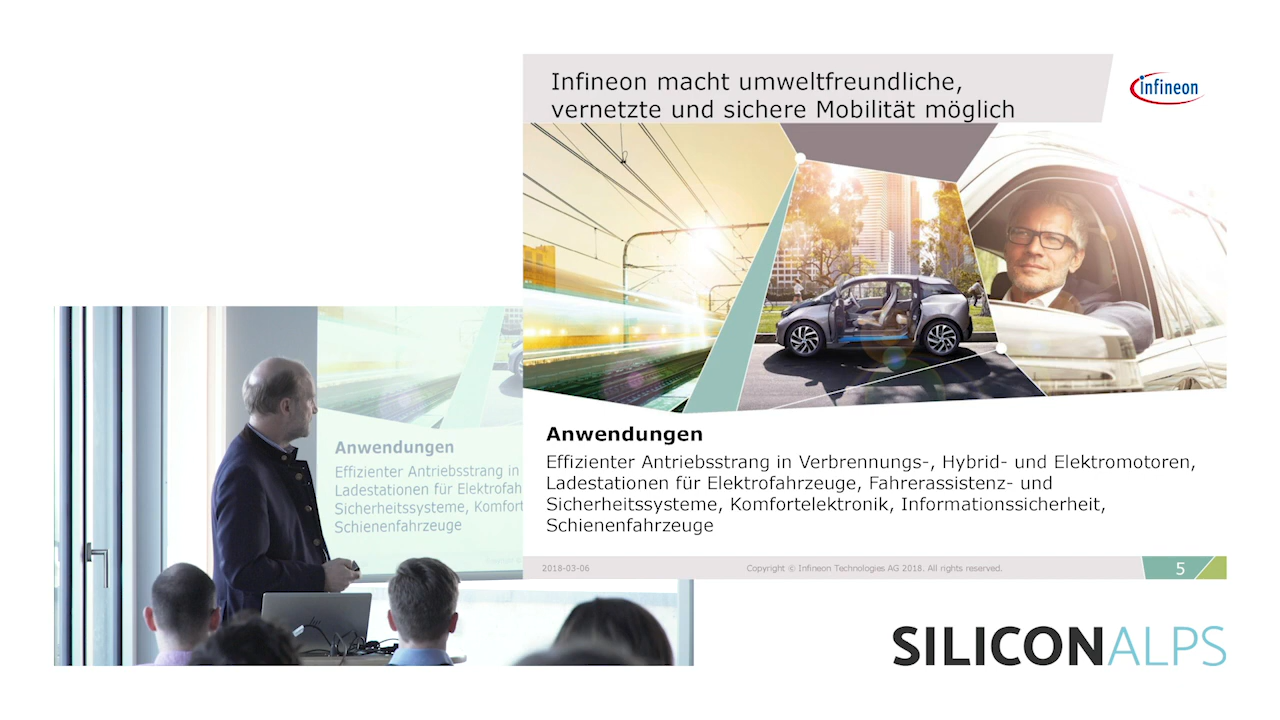 Infineon macht umweltfreundliche,
vernetzte und sichere Mobilität möglich
infineon
Anwendungen
Effizienter Antriebsstrang in Verbrennungs-, Hybrid- und Elektromotoren,
Ladestationen für Elektrofahrzeuge, Fahrerassistenz- und
Sicherheitssysteme, Komfortelektronik, Informationssicherheit,
Schienenfahrzeuge
2018-03-06
Copyright © Infineon Technologies AG 2018. All rights reserved.
5
Anwendungen
Effizienter Antriebsstrang in
Ladestationen für Elektrofah
Sicherheitssysteme, Komfort
Schienenfahrzeuge
SILICONALPS